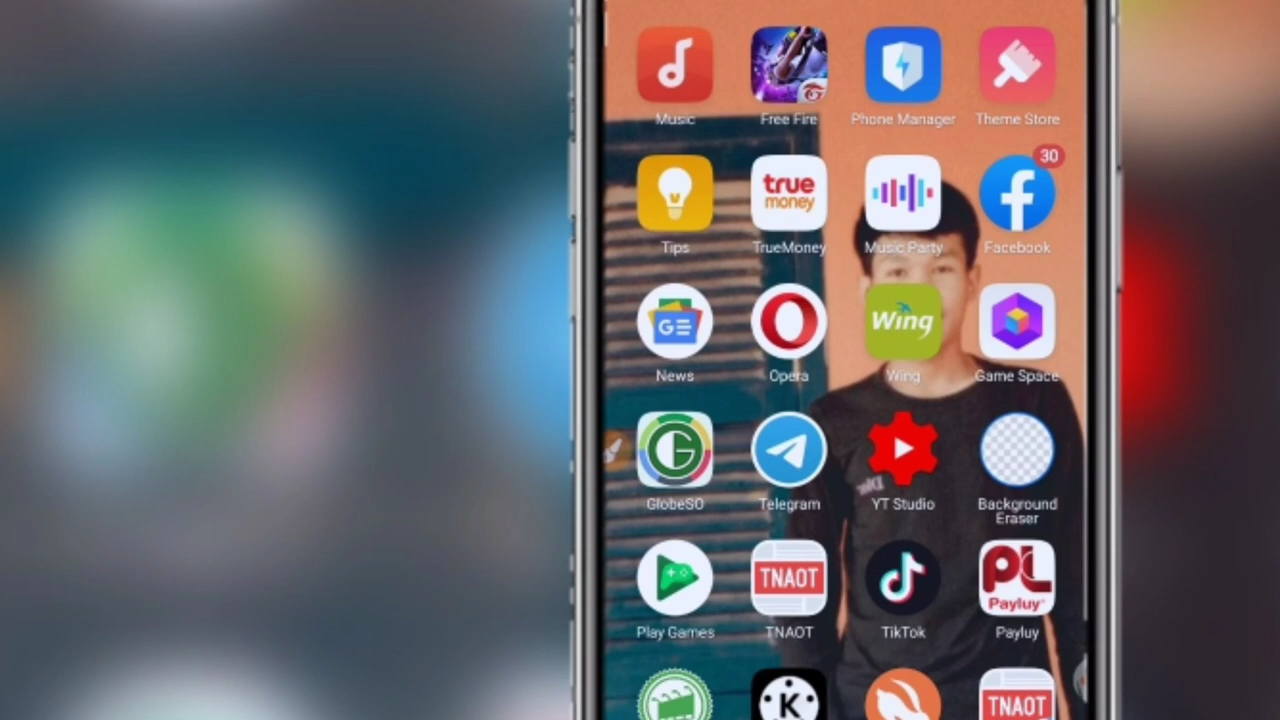 Music Free Fire Phone Manager Theme Store
30
true
money
Tips TrueMoney Music Party Facebook
GE
Wing
News Opera Wing Game Space
G
GlobeSO Telegram YT Studio Background
Eraser
TNAOT
PL
Payluy
Play Games TNAOT TikTok Payluy
K
TNAOT